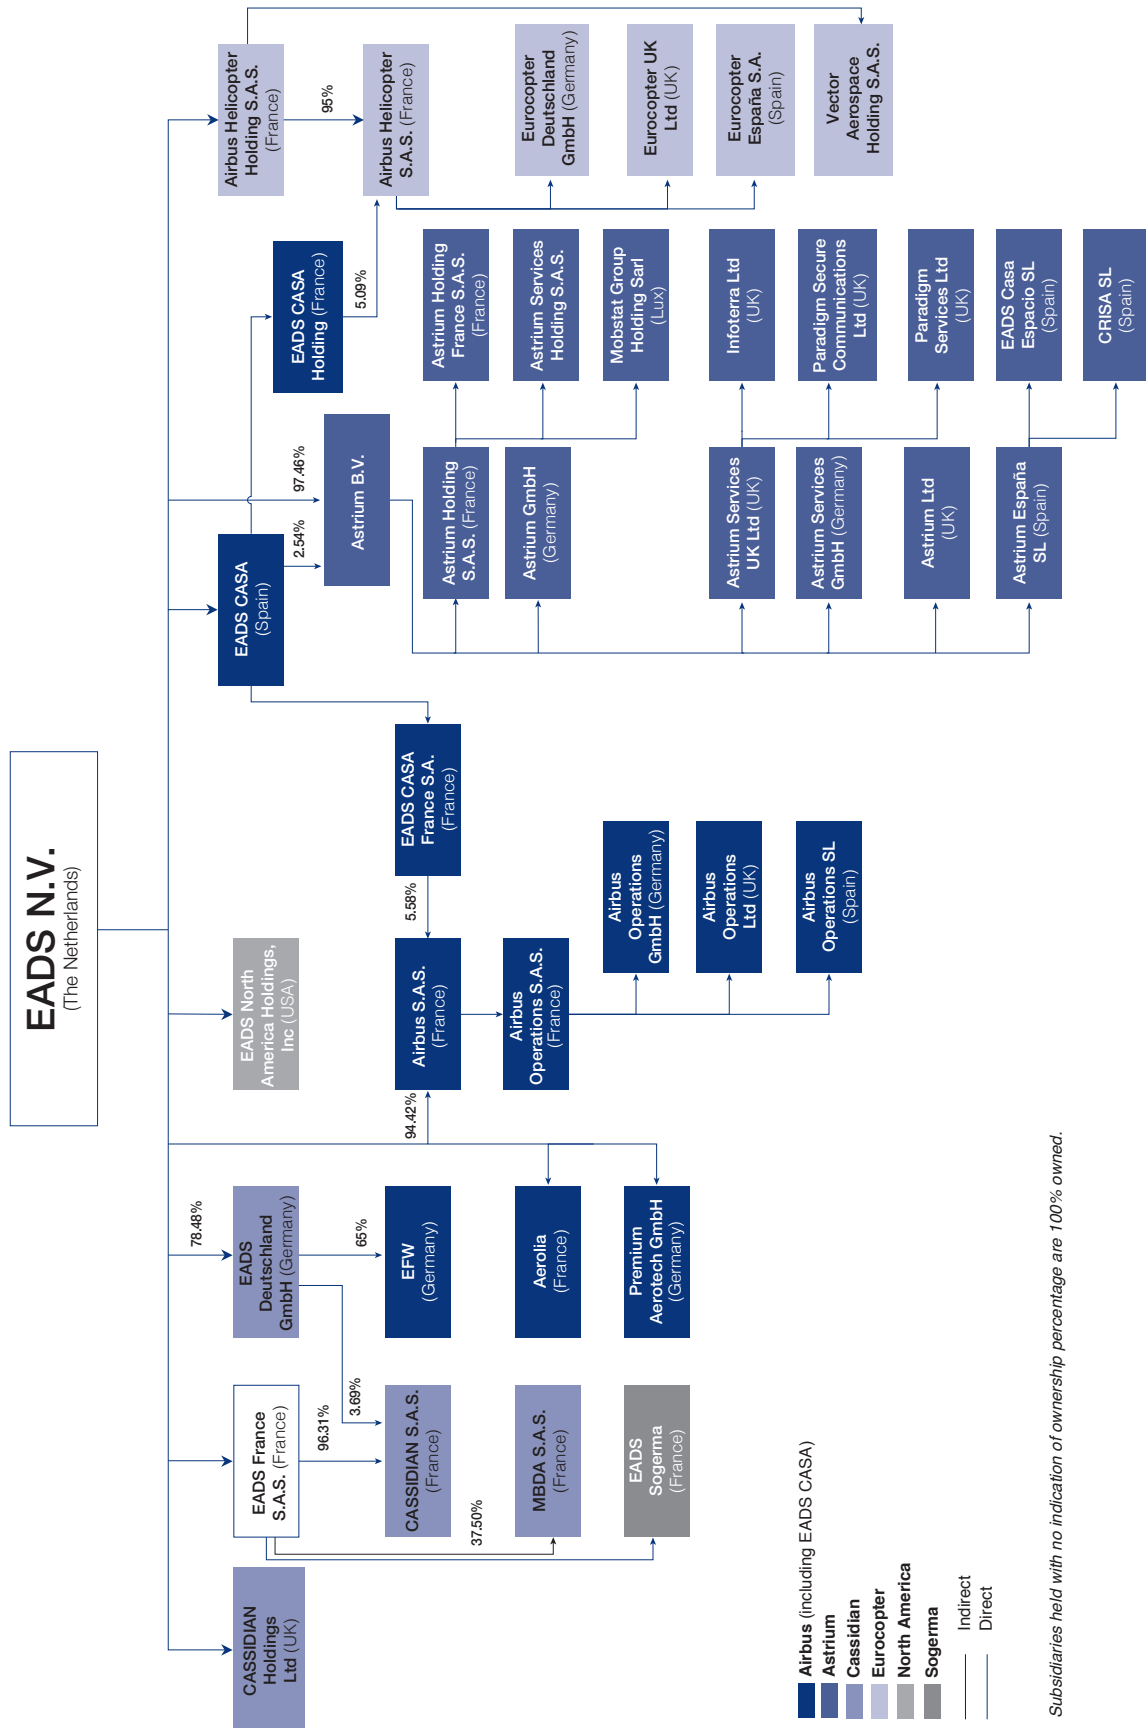 EADS N.V.
(The Netherlands)
CASSIDIAN
Holdings
Ltd (UK)
EADS France
S.A.S. (France)
96.31%
3.69%
CASSIDIAN S.A.S.
(France)
37.50%
MBDA S.A.S.
(France)
EADS
Sogerma
(France)
78.48%
EADS
Deutschland
GmbH (Germany)
65%
EFW
(Germany)
Aerolia
(France)
Premium
Aerotech GmbH
(Germany)
EADS North
America Holdings,
Inc (USA)
94.42%
Airbus S.A.S.
(France)
5.58%
EADS CASA
France S.A.
(France)
Airbus
Operations S.A.S.
(France)
Airbus
Operations
GmbH (Germany)
Airbus
Operations
Ltd (UK)
Airbus
Operations SL
(Spain)
EADS CASA
(Spain)
2.54%
97.46%
Astrium B.V.
EADS CASA
Holding (France)
5.09%
Astrium Holding
S.A.S. (France)
Astrium Holding
France S.A.S.
(France)
Astrium GmbH
(Germany)
Astrium Services
Holding S.A.S.
Mobstat Group
Holding Sarl
(Lux)
Astrium Services
UK Ltd (UK)
Infoterra Ltd
(UK)
Astrium Services
GmbH (Germany)
Paradigm Secure
Communications
Ltd (UK)
Astrium Ltd
(UK)
Paradigm
Services Ltd
(UK)
Astrium España
SL (Spain)
EADS Casa
Espacio SL
(Spain)
CRISA SL
(Spain)
Airbus Helicopter
Holding S.A.S.
(France)
95%
Airbus Helicopter
S.A.S. (France)
Eurocopter
Deutschland
GmbH (Germany)
Eurocopter UK
Ltd (UK)
Eurocopter
España S.A.
(Spain)
Vector
Aerospace
Holding S.A.S.
Airbus (including EADS CASA)
Astrium
Cassidian
Eurocopter
North America
Sogerma
Indirect
Direct
Subsidiaries held with no indication of ownership percentage are 100% owned.